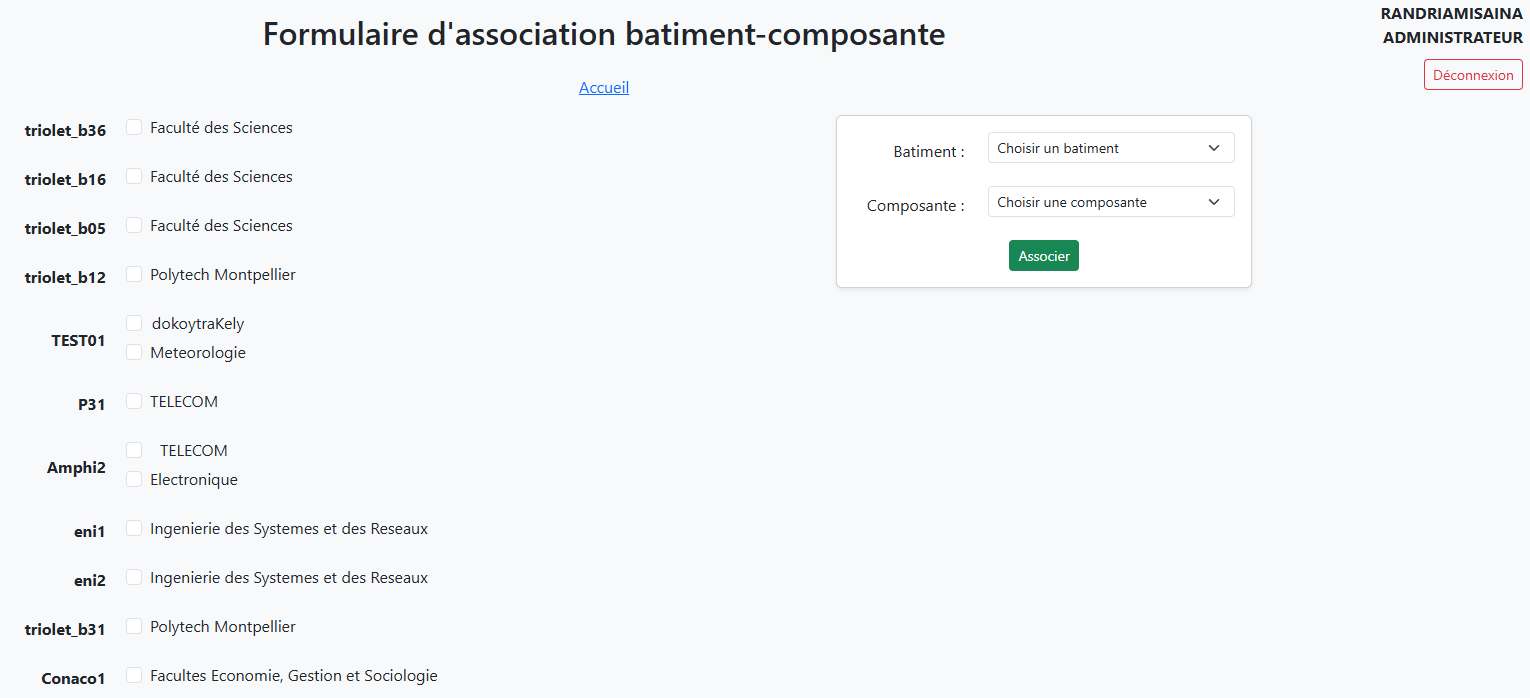 Formulaire d'association batiment-composante
RANDRIAMISAINA
ADMINISTRATEUR
Déconnexion
Accueil
triolet_b36 Faculté des Sciences
triolet_b16 Faculté des Sciences
triolet_b05 Faculté des Sciences
triolet_b12 Polytech Montpellier
TEST01 dokoytraKely
Meteorologie
P31 TELECOM
Amphi2 TELECOM
Electronique
eni1 Ingenierie des Systemes et des Reseaux
eni2 Ingenierie des Systemes et des Reseaux
triolet_b31 Polytech Montpellier
Conaco1 Facultes Economie, Gestion et Sociologie
Batiment : Choisir un batiment
Composante : Choisir une composante
Associer